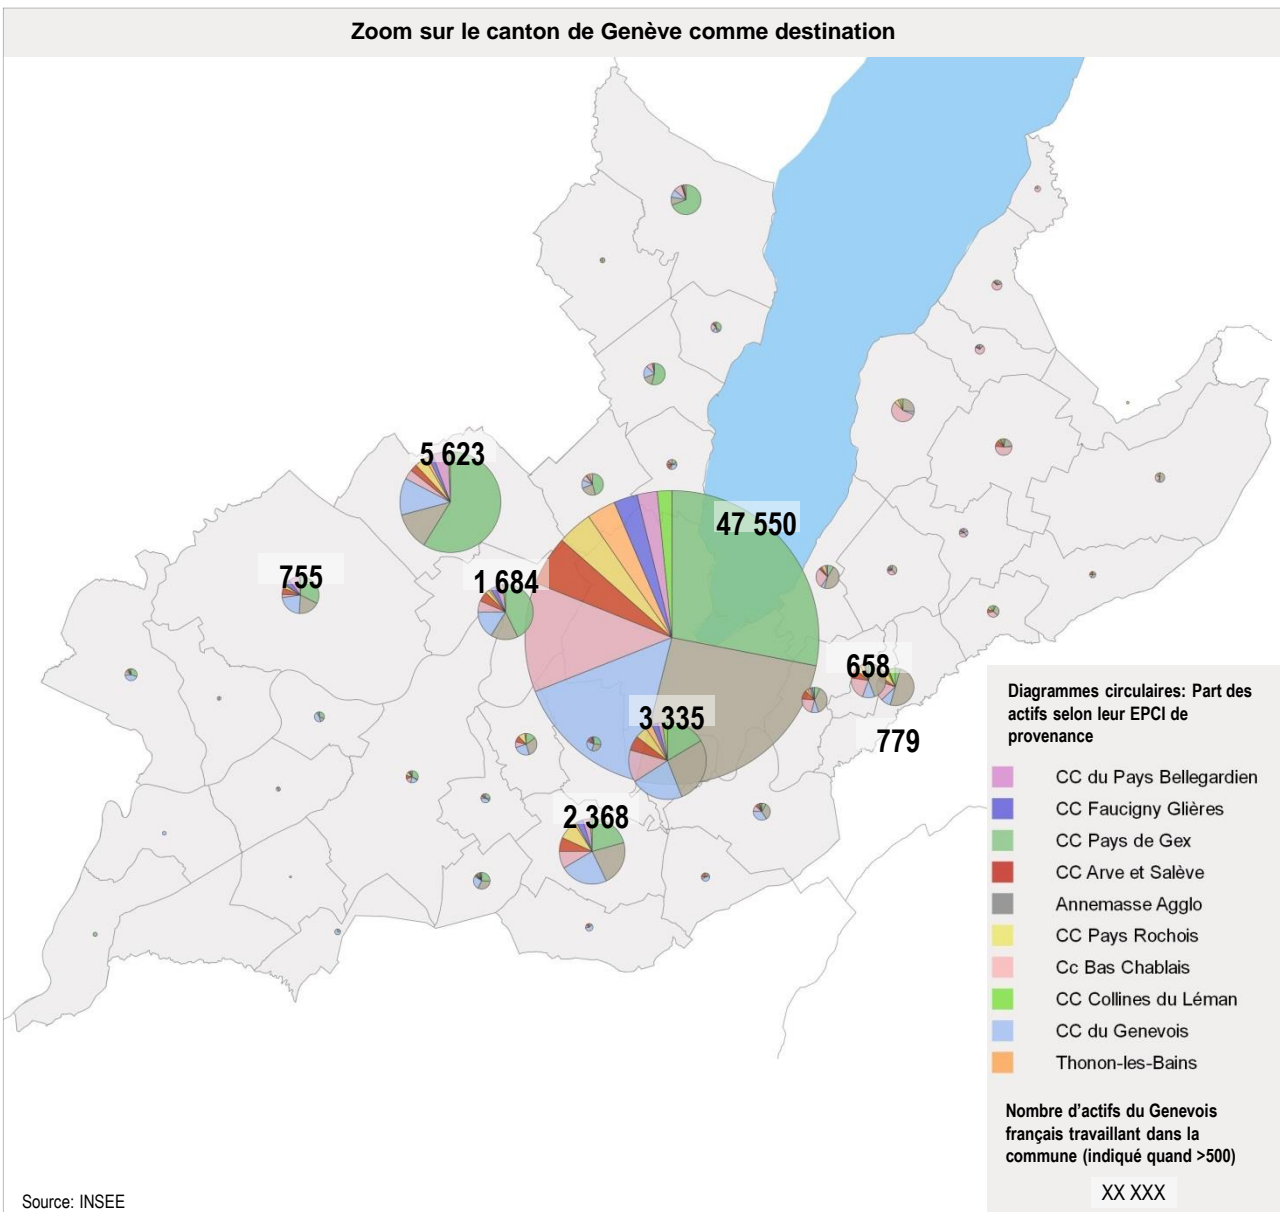 Zoom sur le canton de Genève comme destination
5 623
47 550
755
1 684
658
3 335
779
2 368
Diagrammes circulaires: Part des
actifs selon leur EPCI de
provenance
CC du Pays Bellegardien
CC Faucigny Glières
CC Pays de Gex
CC Arve et Salève
Annemasse Agglo
CC Pays Rochois
Cc Bas Chablais
CC Collines du Léman
CC du Genevois
Thonon-les-Bains
Nombre d'actifs du Genevois
français travaillant dans la
commune (indiqué quand >500)
XX XXX
Source: INSEE